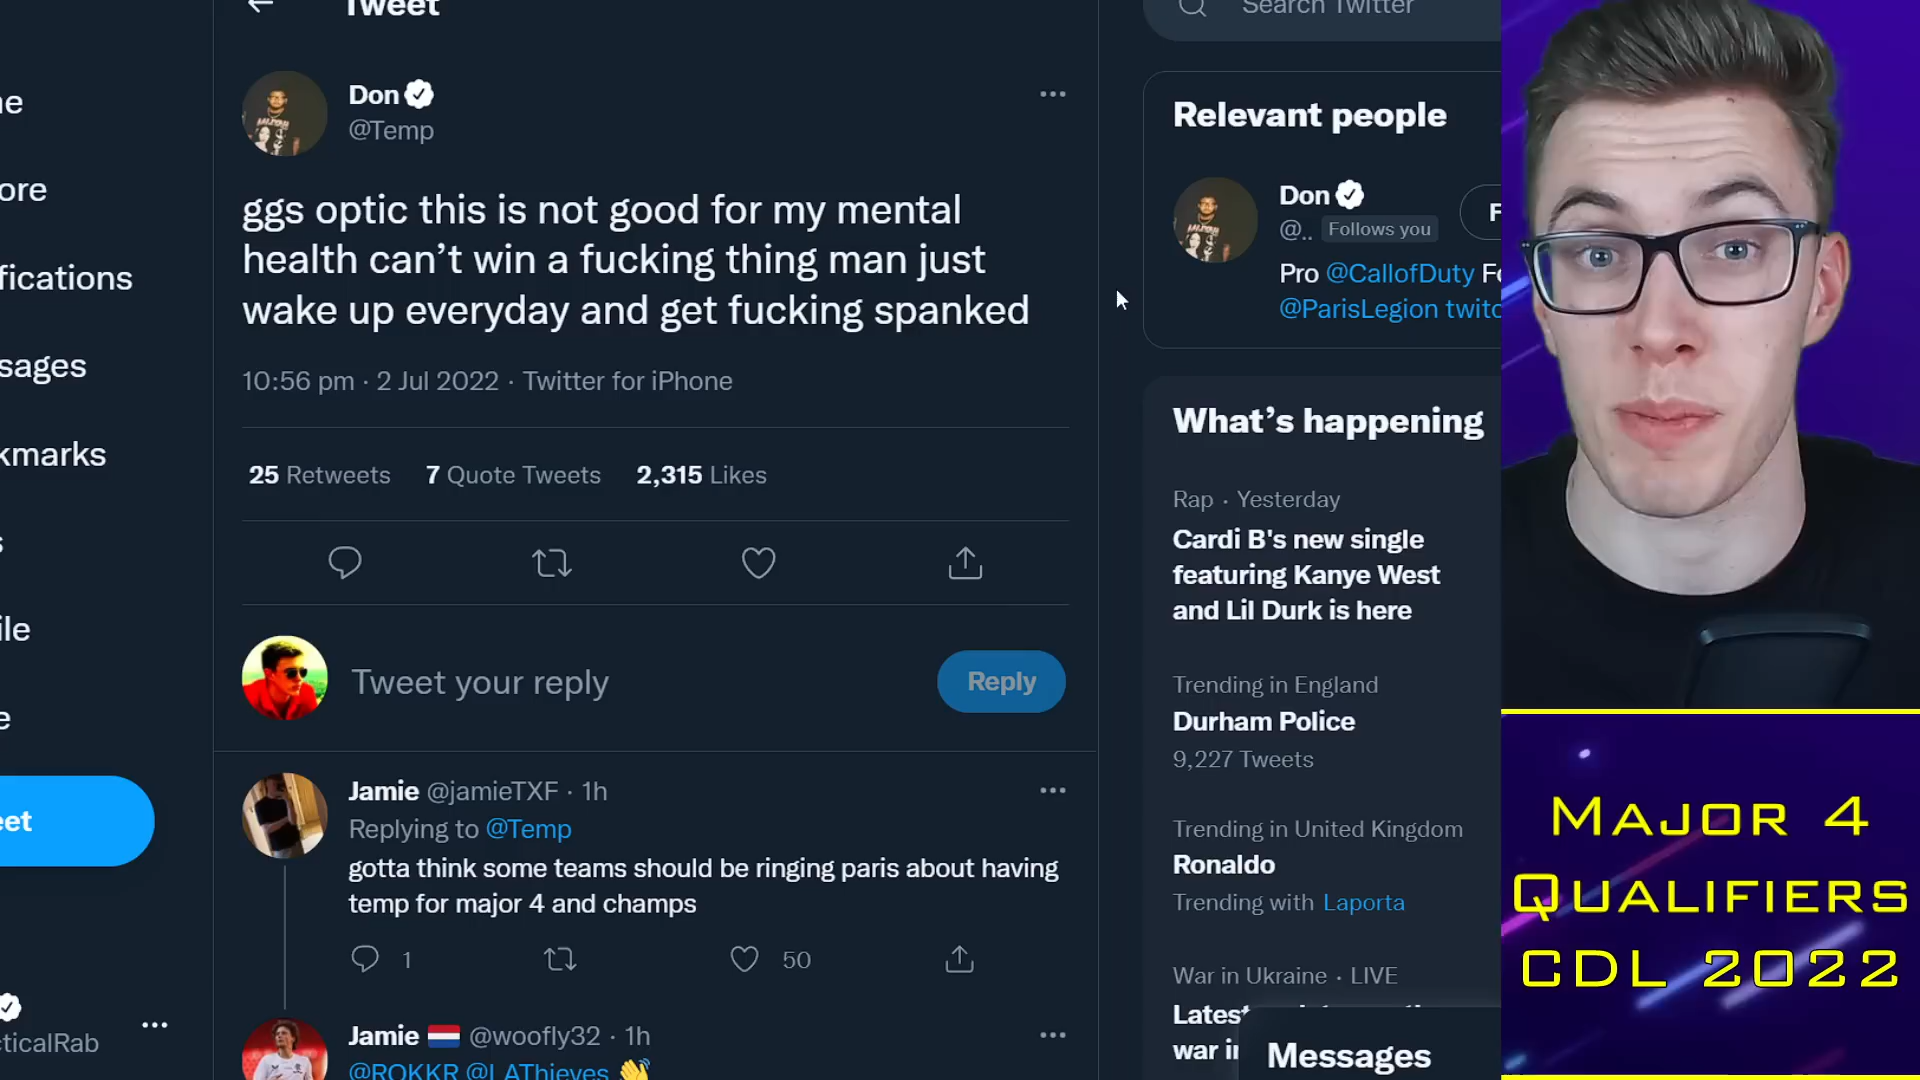 Tweet
Search Twitter
Don
@Temp
ggs optic this is not good for my mental
health can’t win a fucking thing man just
wake up everyday and get fucking spanked
10:56 pm · 2 Jul 2022 · Twitter for iPhone
25 Retweets 7 Quote Tweets 2,315 Likes
Tweet your reply
Reply
Jamie @jamieTXF · 1h
Replying to @Temp
gotta think some teams should be ringing paris about having
temp for major 4 and champs
1 50
Jamie 🇳🇱 @woofly32 · 1h
@ROKKR @LAThieves 👋
Relevant people
Don
@.. Follows you
Pro @CallofDuty
@ParisLegion
What’s happening
Rap · Yesterday
Cardi B's new single
featuring Kanye West
and Lil Durk is here
Trending in England
Durham Police
9,227 Tweets
Trending in United Kingdom
Ronaldo
Trending with Laporta
War in Ukraine · LIVE
Latest
war in
Messages
MAJOR 4
QUALIFIERS
CDL 2022